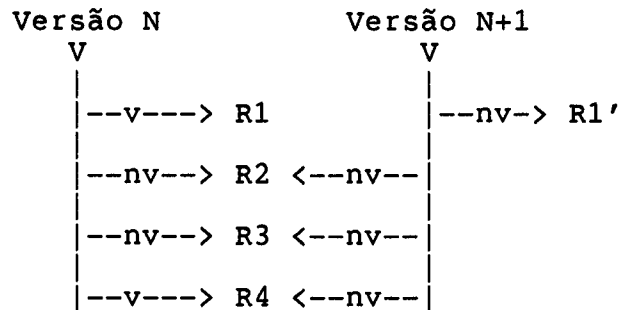 Versão N Versão N+1
V V
|--v---> R1 |--nv-> R1'
|--nv--> R2 <--nv--|
|--nv--> R3 <--nv--|
|--v---> R4 <--nv--|